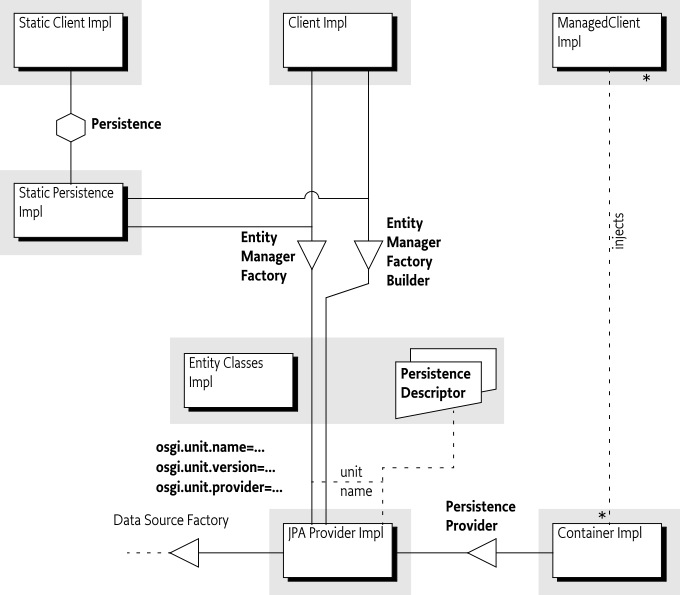 Static Client Impl
Client Impl
ManagedClient
Impl
*
Persistence
Static Persistence
Impl
Entity
Manager
Factory
Entity
Manager
Factory
Builder
injects
Entity Classes
Impl
Persistence
Descriptor
osgi.unit.name=...
osgi.unit.version=...
osgi.unit.provider=...
unit
name
Persistence
Provider
*
Data Source Factory
JPA Provider Impl
Container Impl